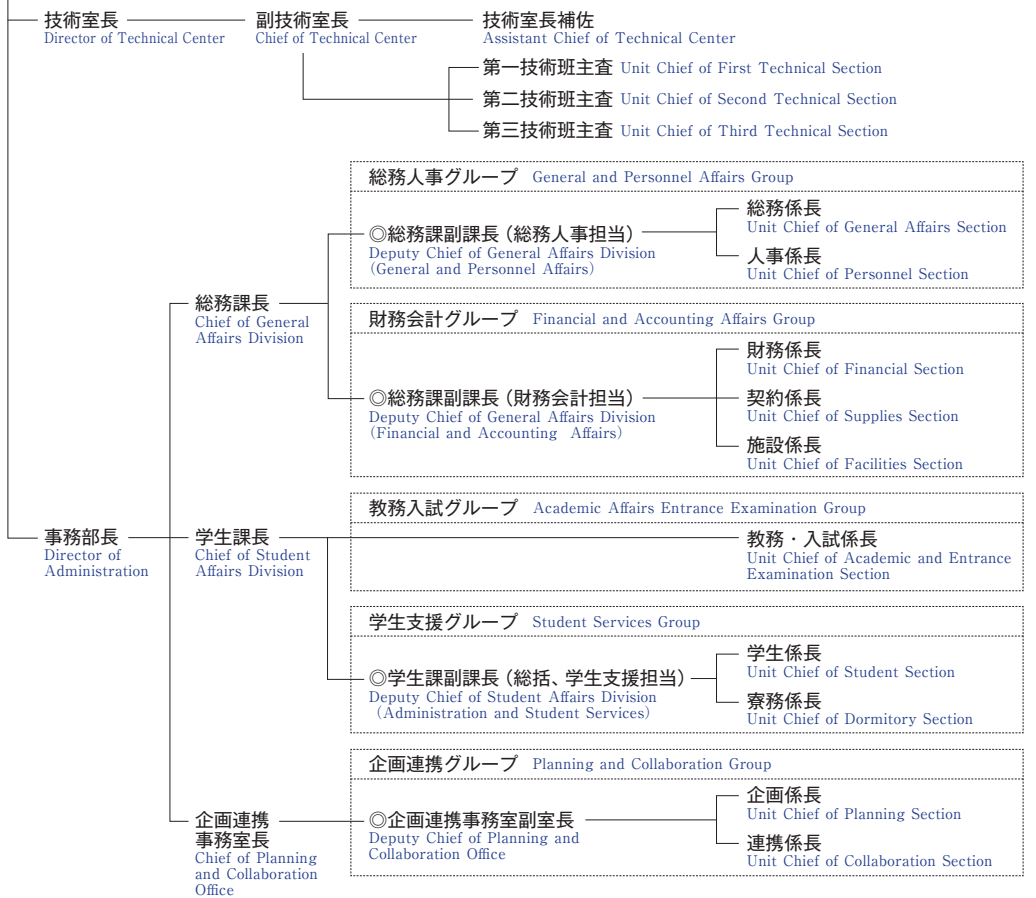 技術室長
Director of Technical Center
副技術室長
Chief of Technical Center
技術室長補佐
Assistant Chief of Technical Center
第一技術班主査 Unit Chief of First Technical Section
第二技術班主査 Unit Chief of Second Technical Section
第三技術班主査 Unit Chief of Third Technical Section
事務部長
Director of
Administration
総務課長
Chief of General
Affairs Division
総務人事グループ General and Personnel Affairs Group
◎総務課副課長（総務人事担当）
Deputy Chief of General Affairs Division
(General and Personnel Affairs)
総務係長
Unit Chief of General Affairs Section
人事係長
Unit Chief of Personnel Section
財務会計グループ Financial and Accounting Affairs Group
◎総務課副課長（財務会計担当）
Deputy Chief of General Affairs Division
(Financial and Accounting Affairs)
財務係長
Unit Chief of Financial Section
契約係長
Unit Chief of Supplies Section
施設係長
Unit Chief of Facilities Section
学生課長
Chief of Student
Affairs Division
教務入試グループ Academic Affairs Entrance Examination Group
教務・入試係長
Unit Chief of Academic and Entrance
Examination Section
学生支援グループ Student Services Group
◎学生課副課長（総括、学生支援担当）
Deputy Chief of Student Affairs Division
(Administration and Student Services)
学生係長
Unit Chief of Student Section
寮務係長
Unit Chief of Dormitory Section
企画連携
事務室長
Chief of Planning
and Collaboration
Office
企画連携グループ Planning and Collaboration Group
◎企画連携事務室副室長
Deputy Chief of Planning and
Collaboration Office
企画係長
Unit Chief of Planning Section
連携係長
Unit Chief of Collaboration Section